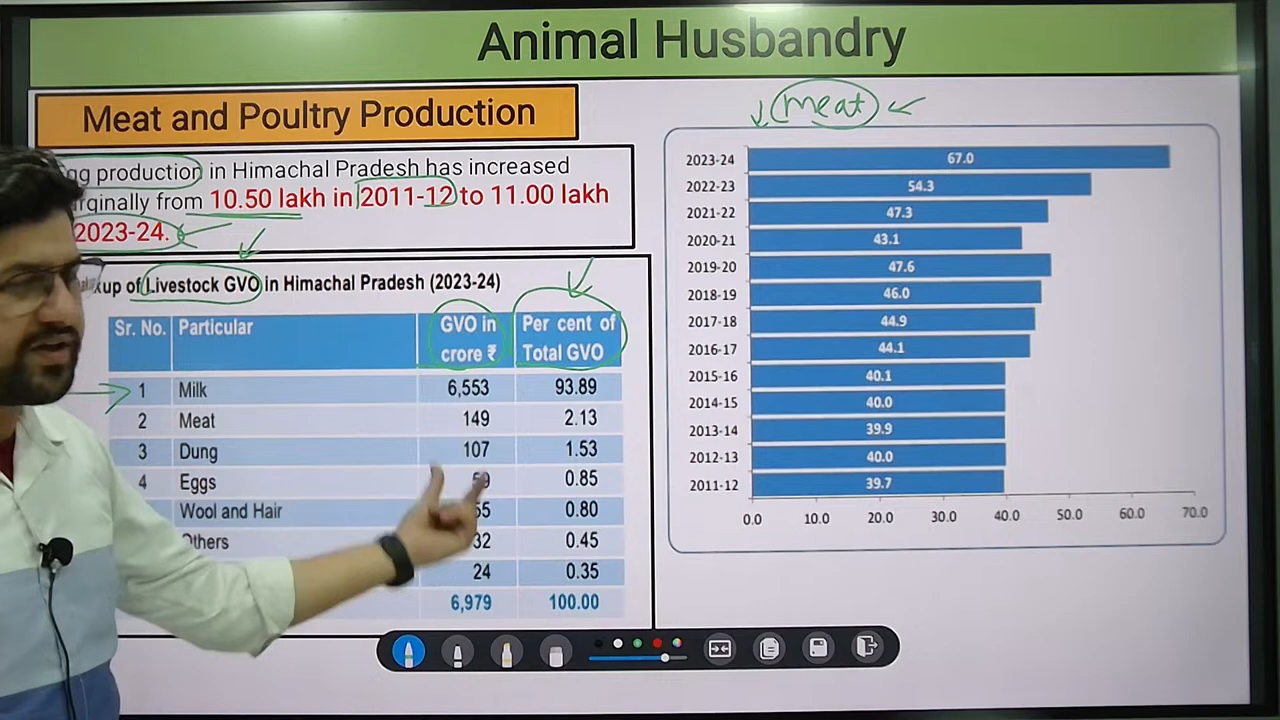 Animal Husbandry
Meat and Poultry Production
production in Himachal Pradesh has increased
from 10.50 lakh in 2011-12 to 11.00 lakh
2023-24.
of Livestock GVO in Himachal Pradesh (2023-24)
Sr. No. Particular GVO in crore ₹ Per cent of Total GVO
1 Milk 6,553 93.89
2 Meat 149 2.13
3 Dung 107 1.53
4 Eggs 0.85
Wool and Hair 0.80
Others 32 0.45
24 0.35
6,979 100.00
meat
2023-24 67.0
2022-23 54.3
2021-22 47.3
2020-21 43.1
2019-20 47.6
2018-19 46.0
2017-18 44.9
2016-17 44.1
2015-16 40.1
2014-15 40.0
2013-14 39.9
2012-13 40.0
2011-12 39.7
0.0 10.0 20.0 30.0 40.0 50.0 60.0 70.0